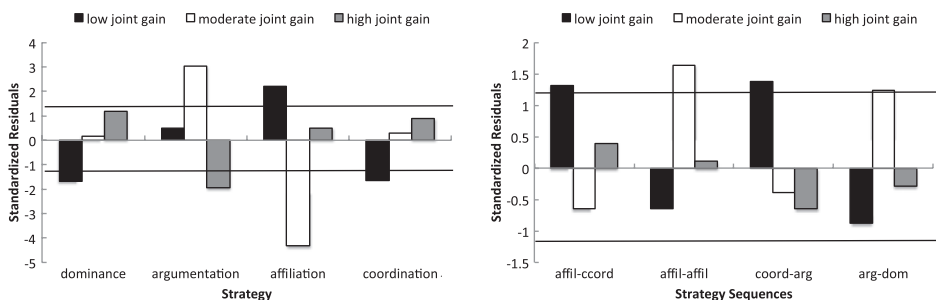 low joint gain moderate joint gain high joint gain
Standardized Residuals
4
3
2
1
0
-1
-2
-3
-4
-5
dominance argumentation affiliation coordination
Strategy
low joint gain moderate joint gain high joint gain
Standardized Residuals
2
1.5
1
0.5
0
-0.5
-1
-1.5
affil-ccord affil-affil coord-arg arg-dom
Strategy Sequences